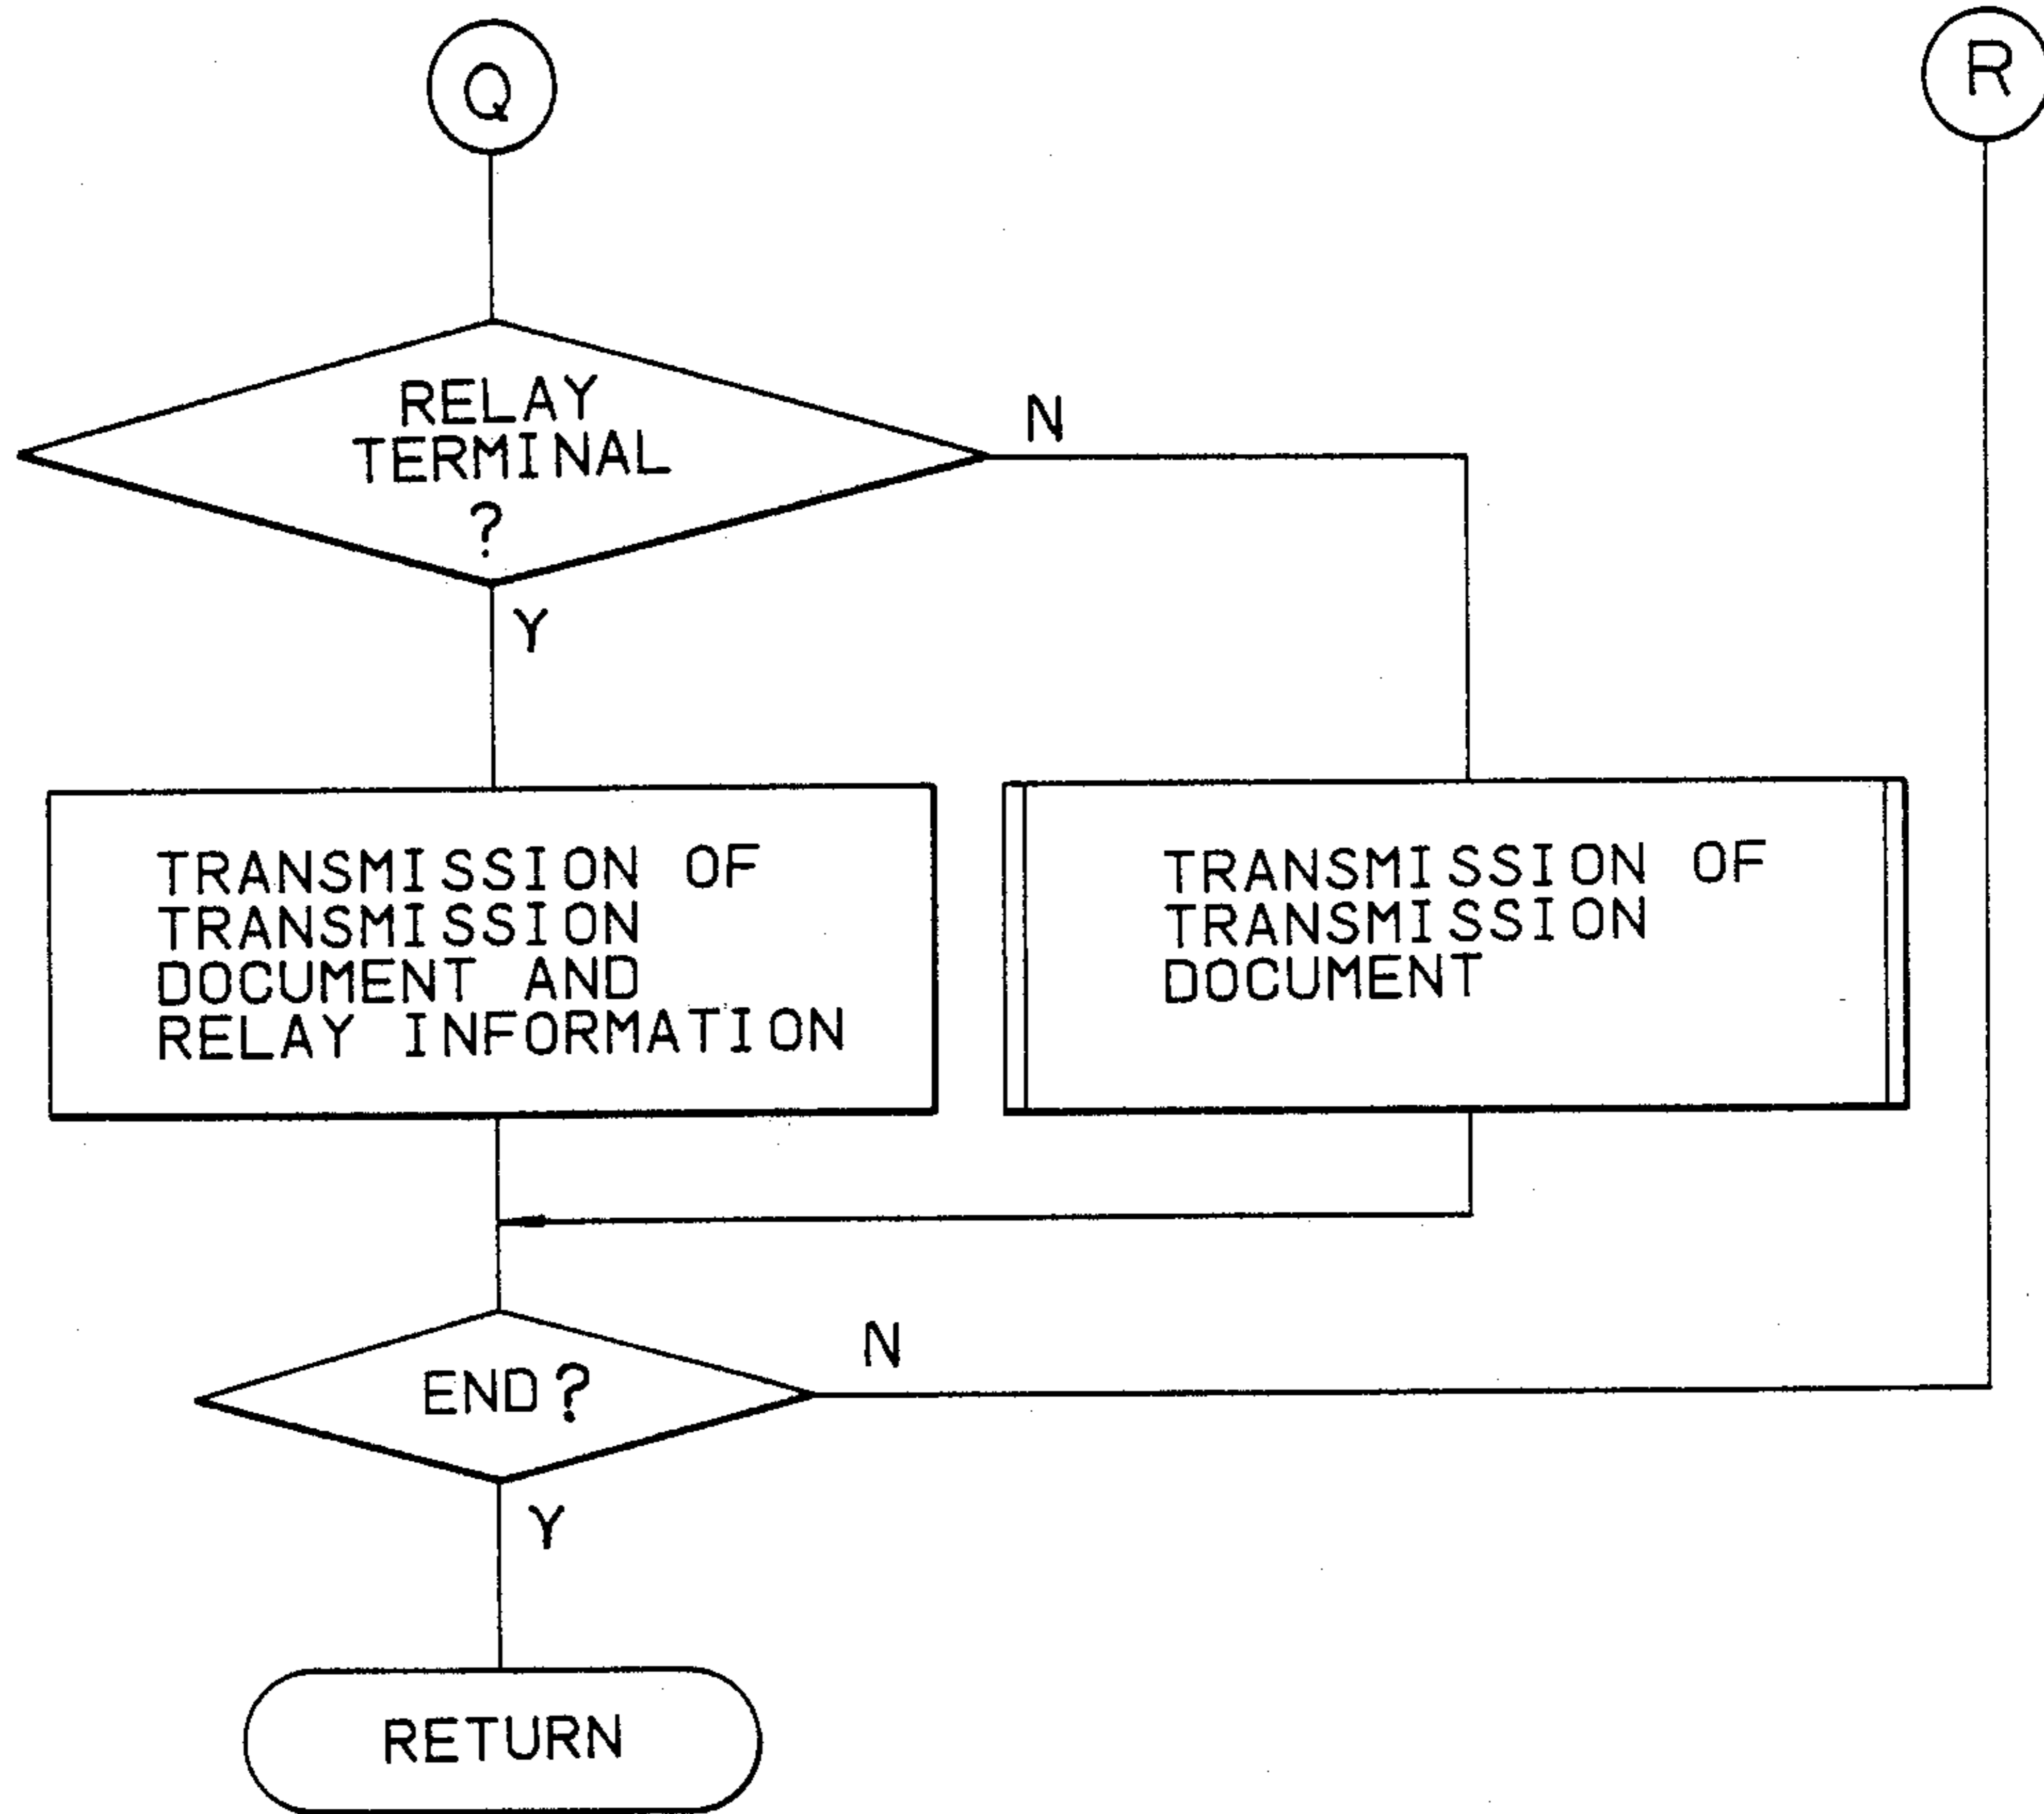 Q
R
RELAY
TERMINAL
?
N
Y
TRANSMISSION OF
TRANSMISSION
DOCUMENT AND
RELAY INFORMATION
TRANSMISSION OF
TRANSMISSION
DOCUMENT
END?
N
Y
RETURN